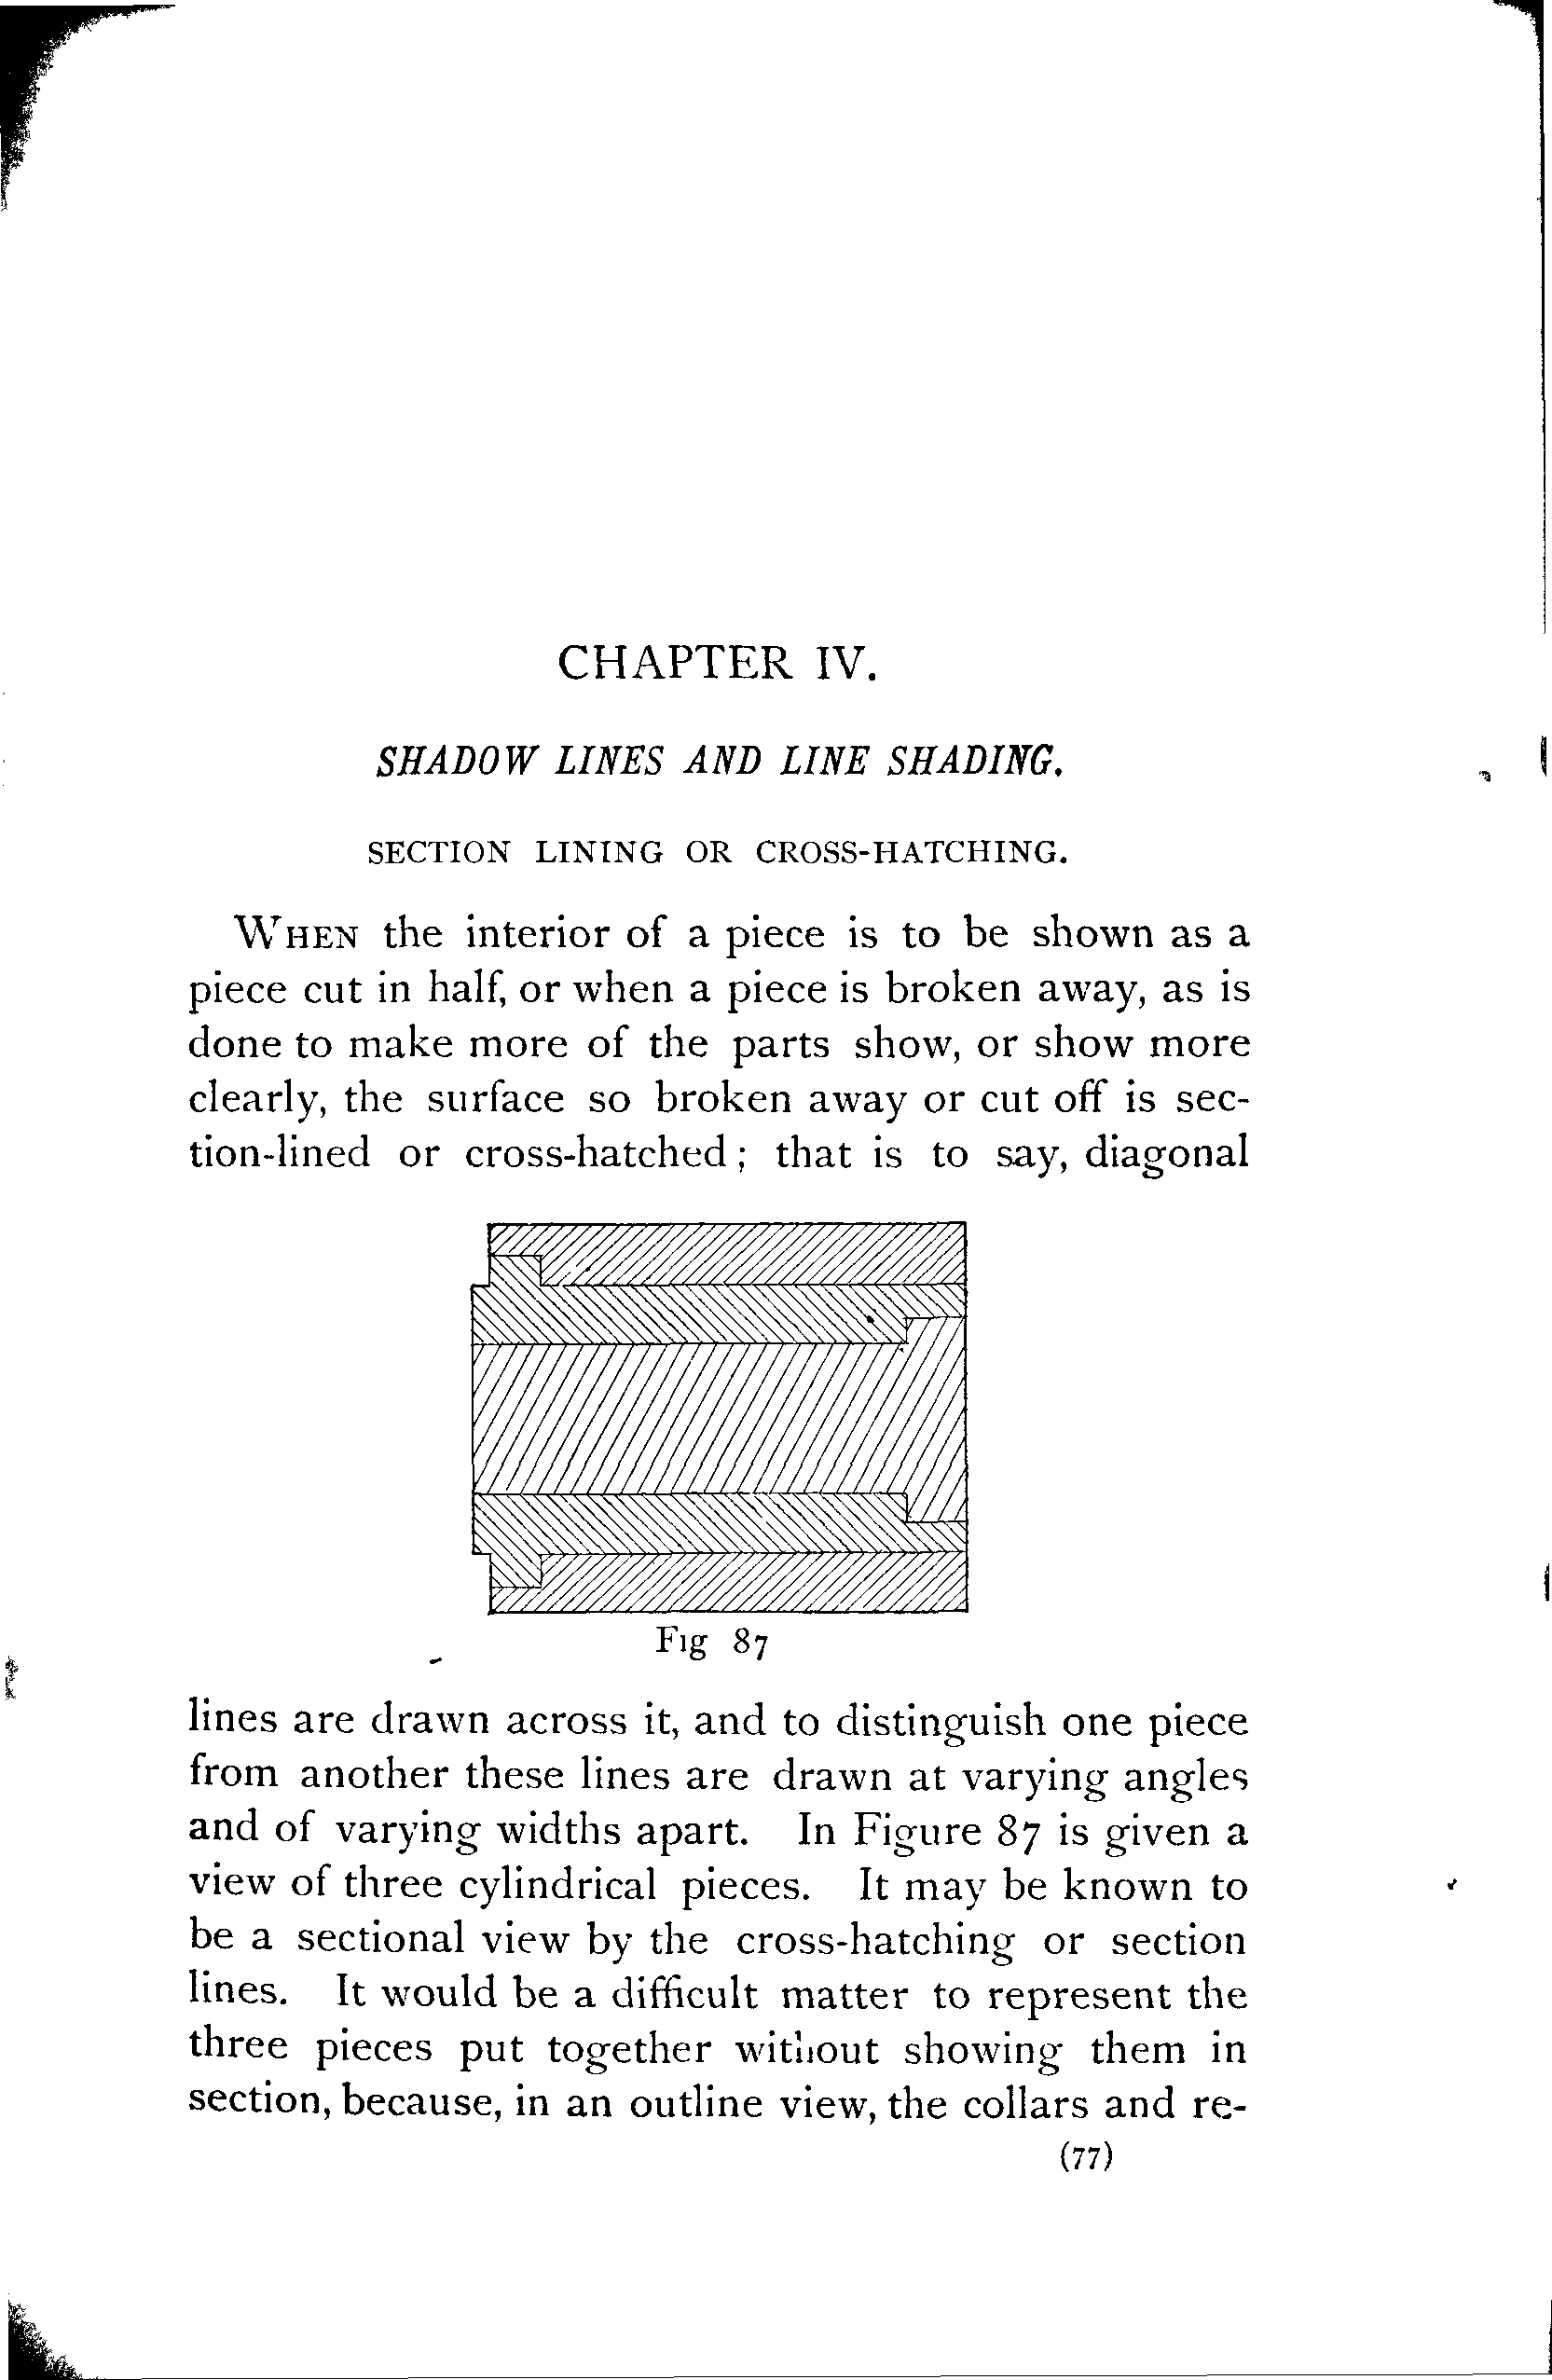 CHAPTER IV.
SHADOW LINES AND LINE SHADING.
SECTION LINING OR CROSS-HATCHING.
WHEN the interior of a piece is to be shown as a
piece cut in half, or when a piece is broken away, as is
done to make more of the parts show, or show more
clearly, the surface so broken away or cut off is sec-
tion-lined or cross-hatched; that is to say, diagonal
Fig 87
lines are drawn across it, and to distinguish one piece
from another these lines are drawn at varying angles
and of varying widths apart. In Figure 87 is given a
view of three cylindrical pieces. It may be known to
be a sectional view by the cross-hatching or section
lines. It would be a difficult matter to represent the
three pieces put together without showing them in
section, because, in an outline view, the collars and re-
(77)